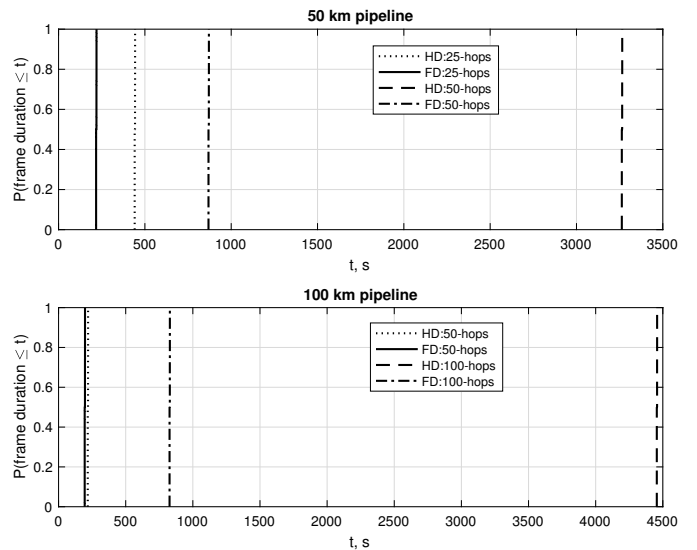 50 km pipeline
1
0.8
0.6
0.4
0.2
0
P(frame duration ≤ t)
HD:25-hops
FD:25-hops
HD:50-hops
FD:50-hops
0 500 1000 1500 2000 2500 3000 3500
t, s
100 km pipeline
1
0.8
0.6
0.4
0.2
0
P(frame duration ≤ t)
HD:50-hops
FD:50-hops
HD:100-hops
FD:100-hops
0 500 1000 1500 2000 2500 3000 3500 4000 4500
t, s